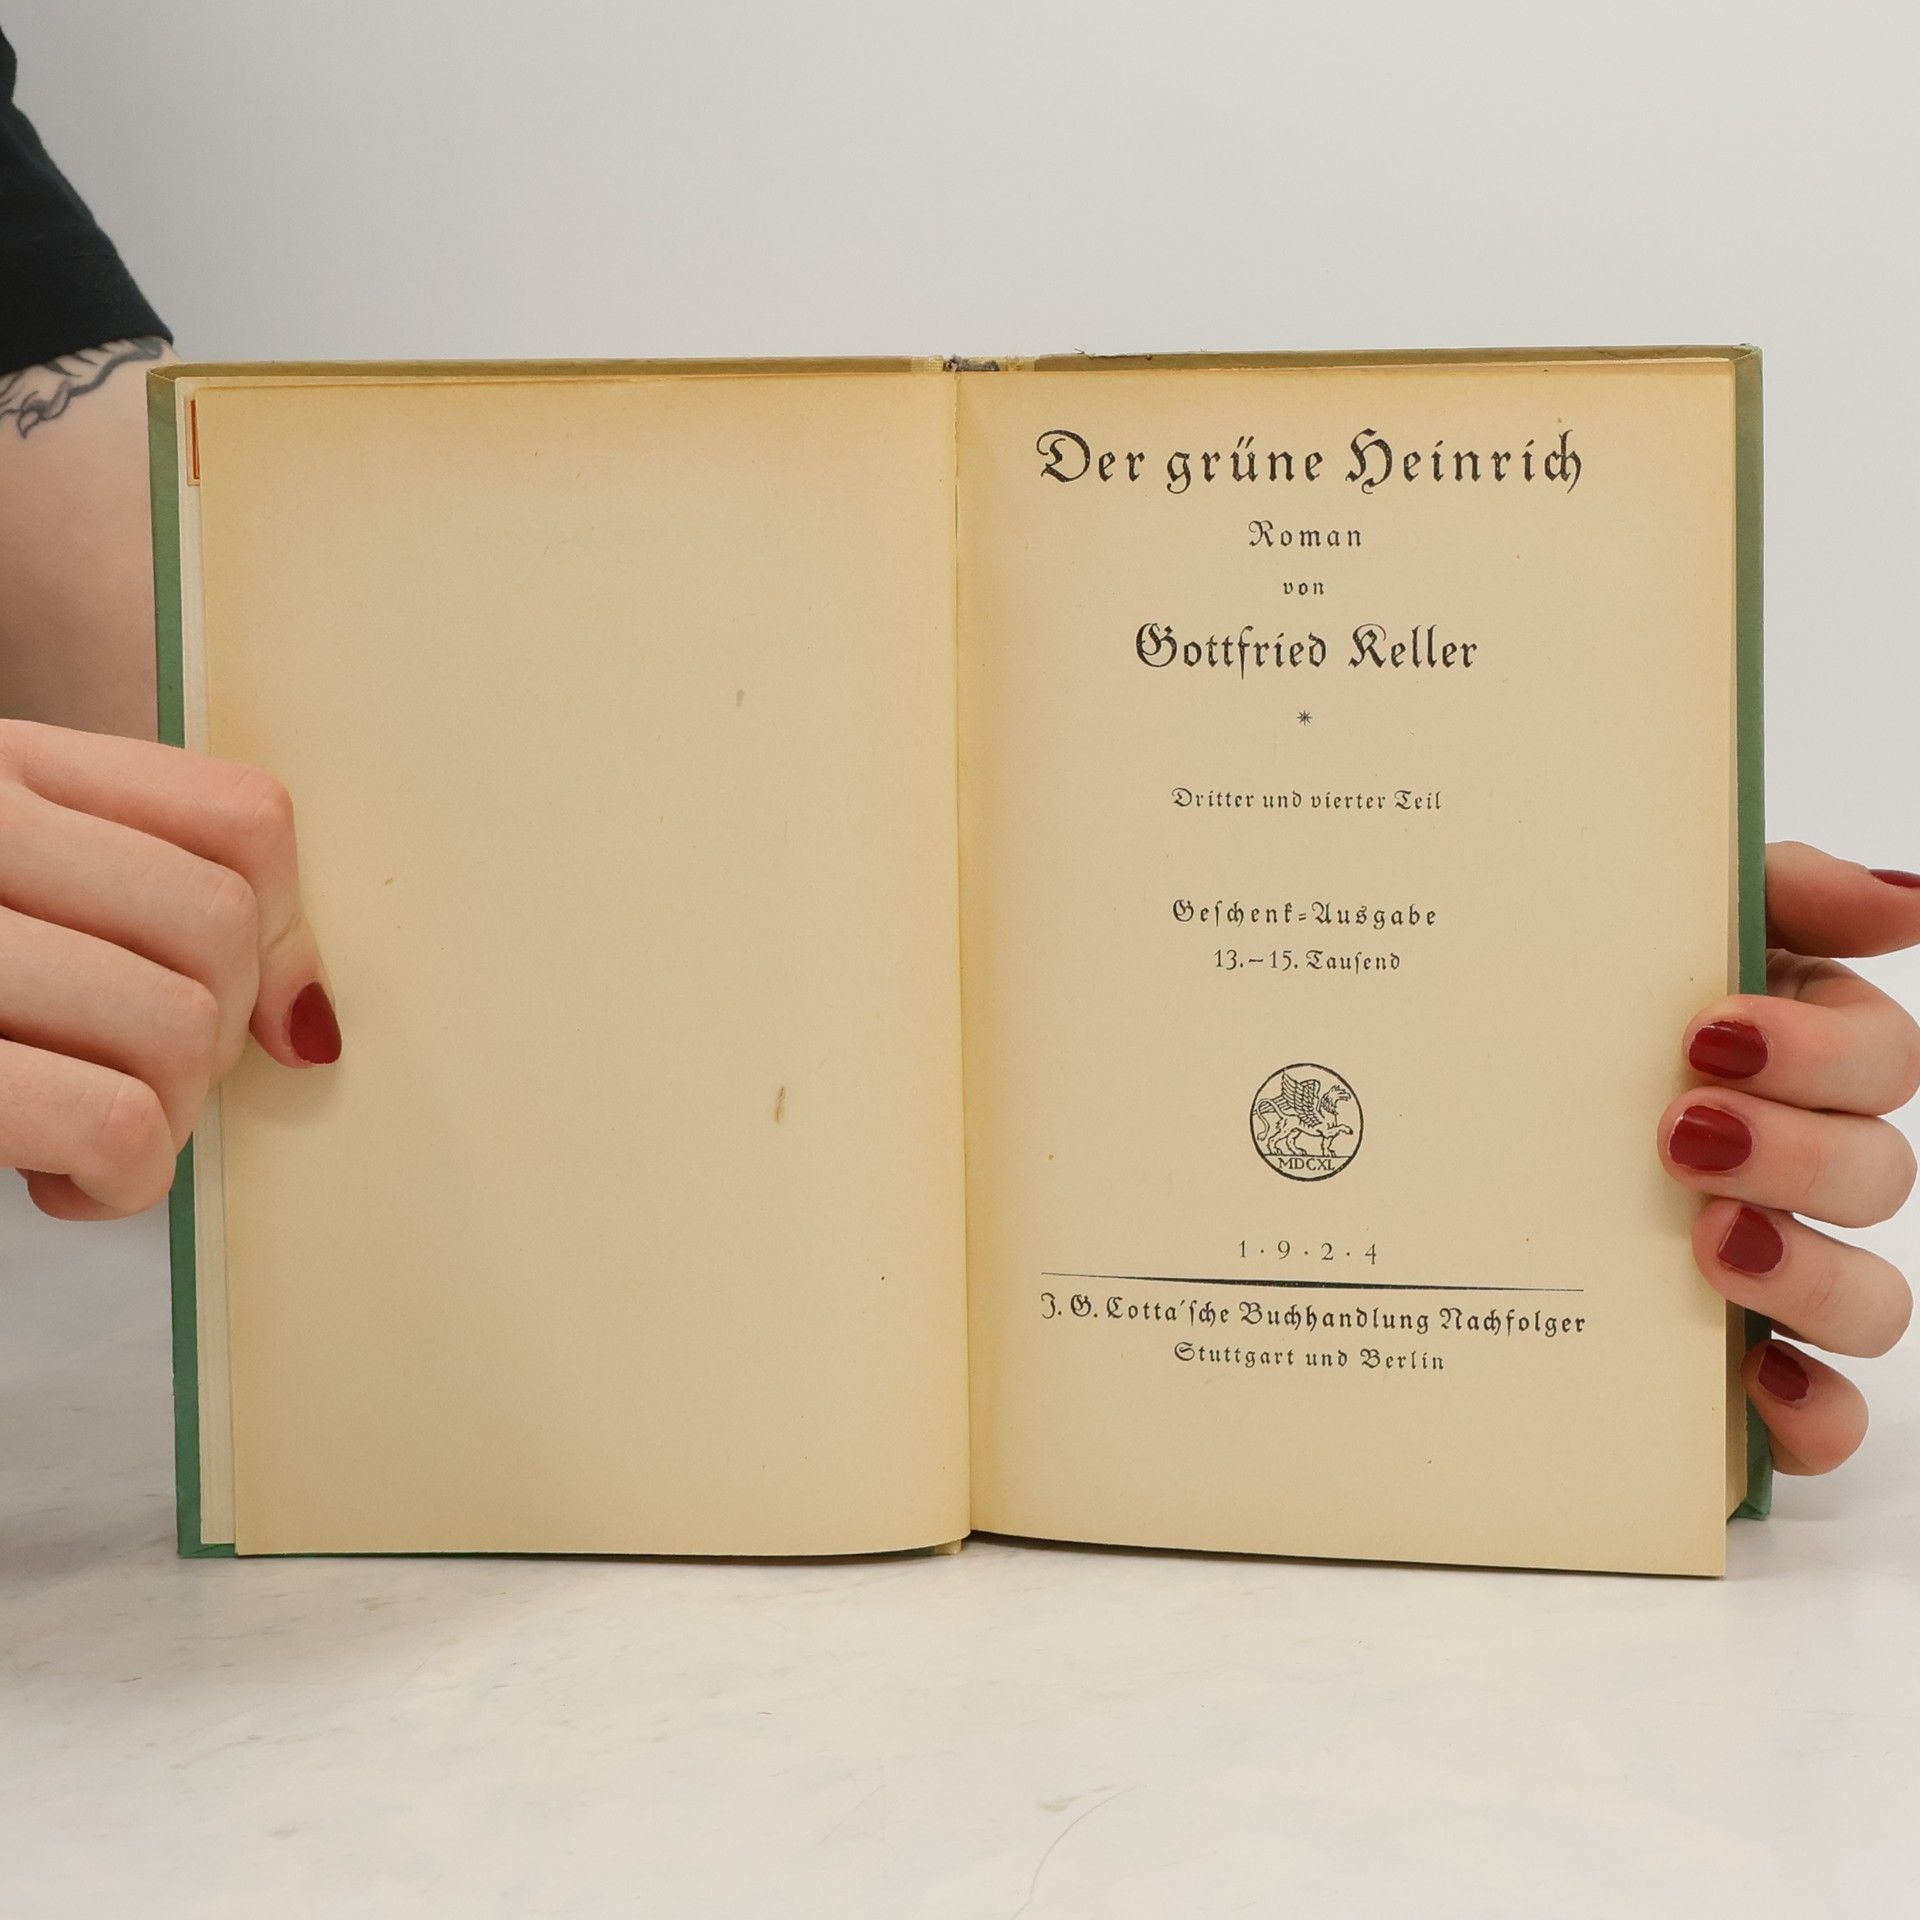 Der grüne Heinrich
Roman
von
Gottfried Keller
*
Dritter und vierter Teil
Geſchenk=Ausgabe
13.–15. Tauſend
MDCXL
1·9·2·4
J. G. Cotta'ſche Buchhandlung Nachfolger
Stuttgart und Berlin